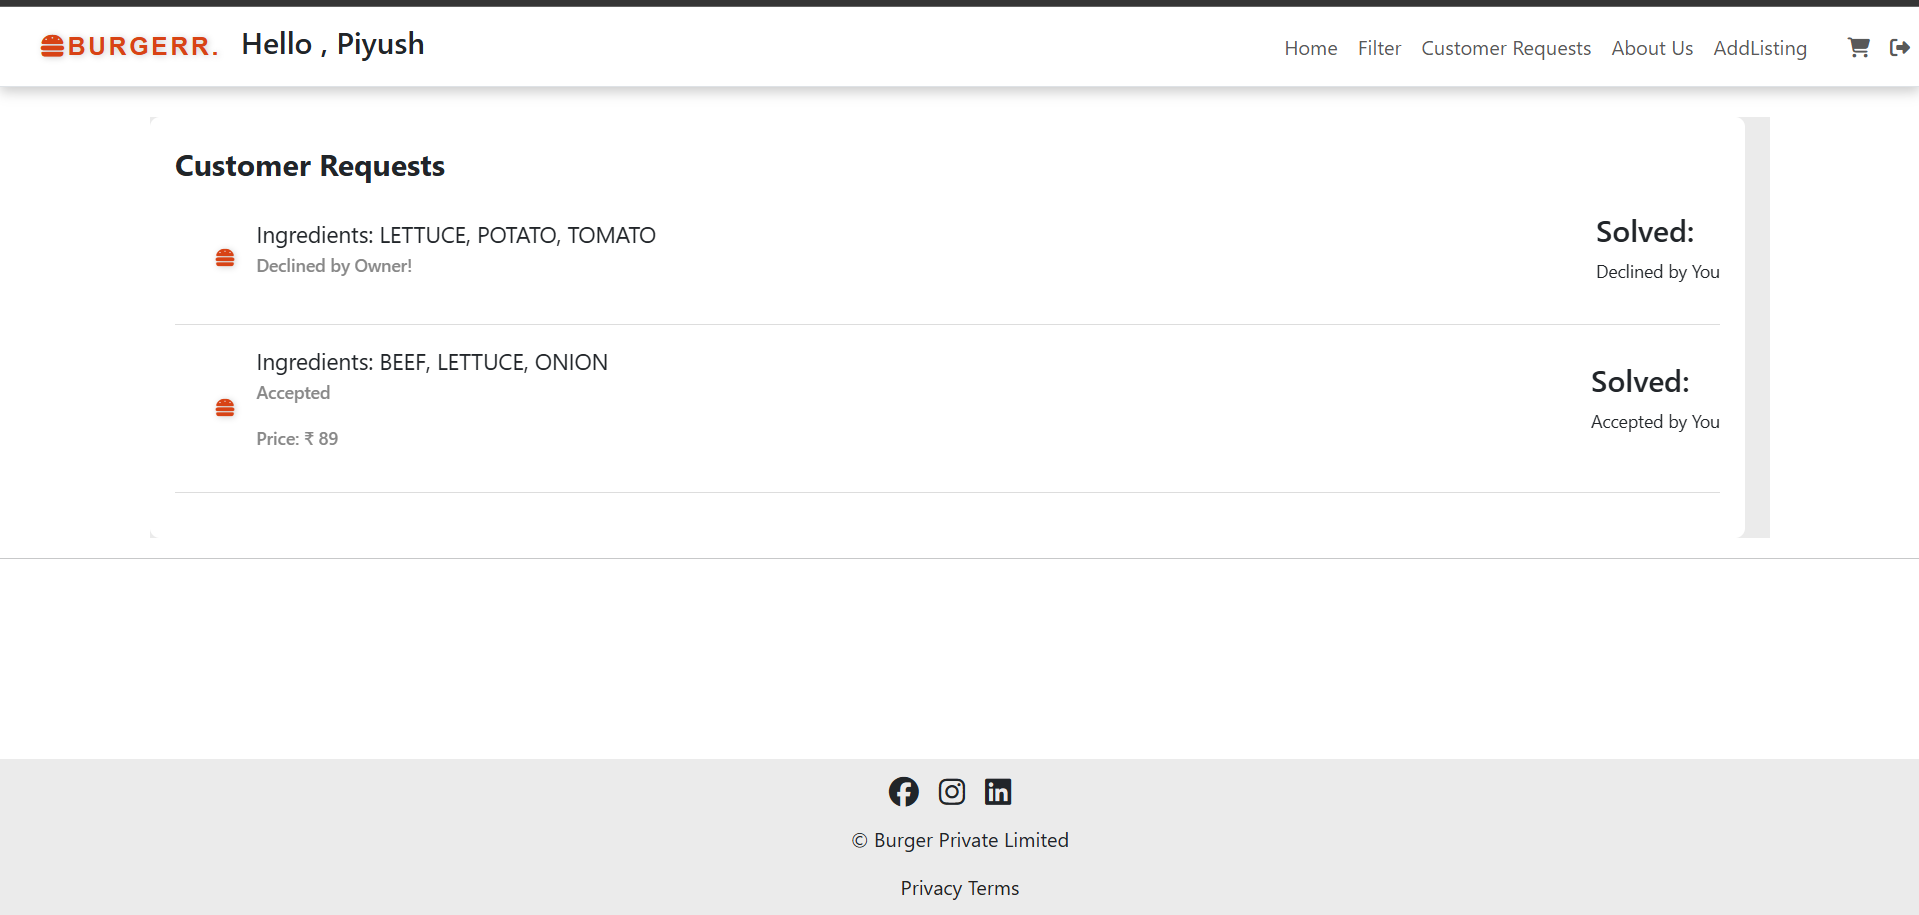 BURGERR. Hello , Piyush Home Filter Customer Requests About Us AddListing
Customer Requests
Ingredients: LETTUCE, POTATO, TOMATO
Declined by Owner!
Solved:
Declined by You
Ingredients: BEEF, LETTUCE, ONION
Accepted
Price: ₹ 89
Solved:
Accepted by You
© Burger Private Limited
Privacy Terms